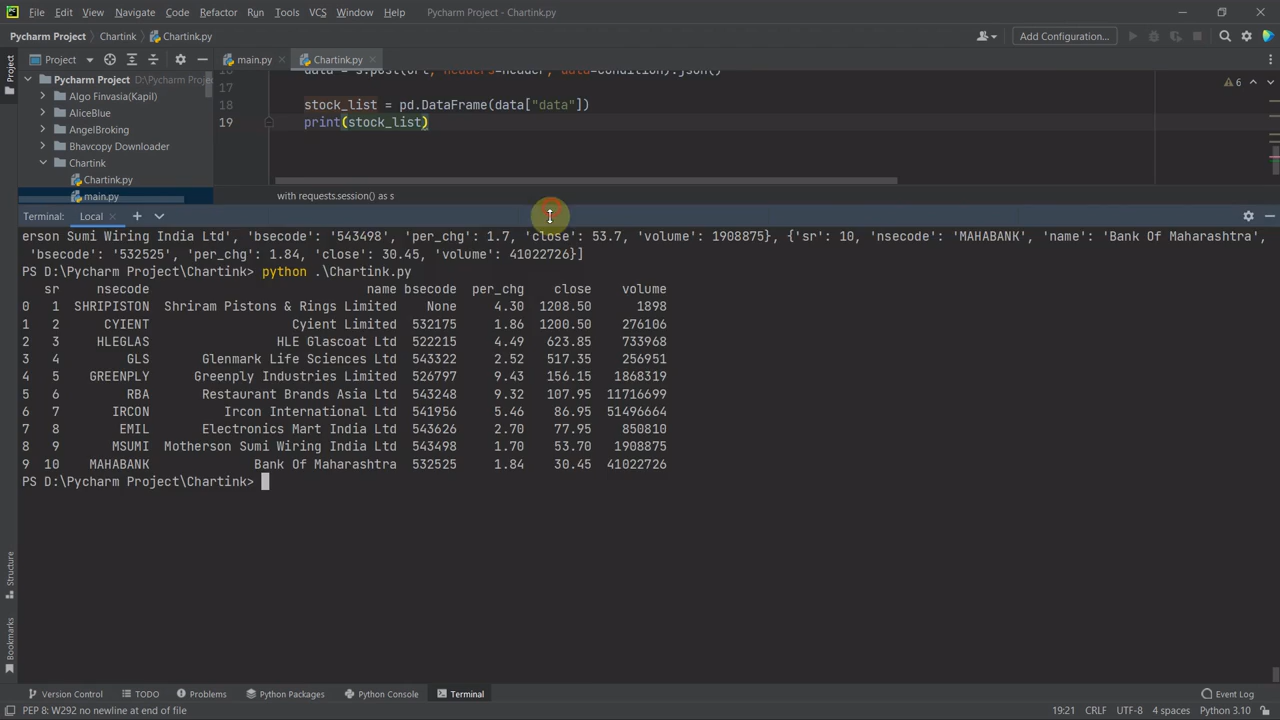 File Edit View Navigate Code Refactor Run Tools VCS Window Help Pycharm Project - Chartink.py
Pycharm Project Chartink Chartink.py Add Configuration...
Project main.py Chartink.py
Project
Pycharm Project D:\Pycharm Proje
Algo Finvasia(Kapil)
AliceBlue
AngelBroking
Bhavcopy Downloader
Chartink
Chartink.py
main.py
6
17
18 stock_list = pd.DataFrame(data["data"])
19 print(stock_list)
with requests.session() as s
Terminal: Local
erson Sumi Wiring India Ltd', 'bsecode': '543498', 'per_chg': 1.7, 'close': 53.7, 'volume': 1908875}, {'sr': 10, 'nsecode': 'MAHABANK', 'name': 'Bank Of Maharashtra',
'bsecode': '532525', 'per_chg': 1.84, 'close': 30.45, 'volume': 41022726}]
PS D:\Pycharm Project\Chartink> python .\Chartink.py
sr nsecode name bsecode per_chg close volume
0 1 SHRIPISTON Shriram Pistons & Rings Limited None 4.30 1208.50 1898
1 2 CYIENT Cyient Limited 532175 1.86 1200.50 276106
2 3 HLEGLAS HLE Glascoat Ltd 522215 4.49 623.85 733968
3 4 GLS Glenmark Life Sciences Ltd 543322 2.52 517.35 256951
4 5 GREENPLY Greenply Industries Limited 526797 9.43 156.15 1868319
5 6 RBA Restaurant Brands Asia Ltd 543248 9.32 107.95 11716699
6 7 IRCON Ircon International Ltd 541956 5.46 86.95 51496664
7 8 EMIL Electronics Mart India Ltd 543626 2.70 77.95 850810
8 9 MSUMI Motherson Sumi Wiring India Ltd 543498 1.70 53.70 1908875
9 10 MAHABANK Bank Of Maharashtra 532525 1.84 30.45 41022726
PS D:\Pycharm Project\Chartink>
Structure
Bookmarks
Version Control TODO Problems Python Packages Python Console Terminal Event Log
PEP 8: W292 no newline at end of file 19:21 CRLF UTF-8 4 spaces Python 3.10